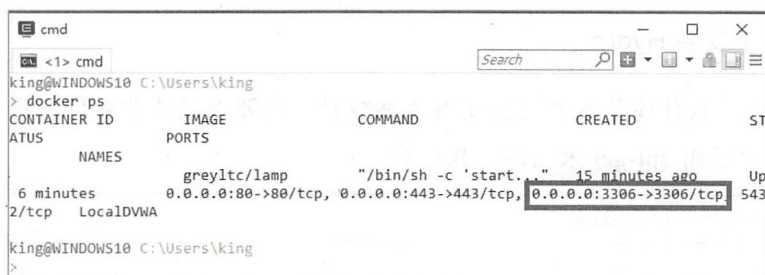 cmd
<1> cmd
Search
king@WINDOWS10 C:\Users\king
> docker ps
CONTAINER ID IMAGE COMMAND CREATED ST
ATUS PORTS
NAMES
greyltc/lamp "/bin/sh -c 'start..." 15 minutes ago Up
6 minutes 0.0.0.0:80->80/tcp, 0.0.0.0:443->443/tcp, 0.0.0.0:3306->3306/tcp, 543
2/tcp LocalDVWA
king@WINDOWS10 C:\Users\king
>